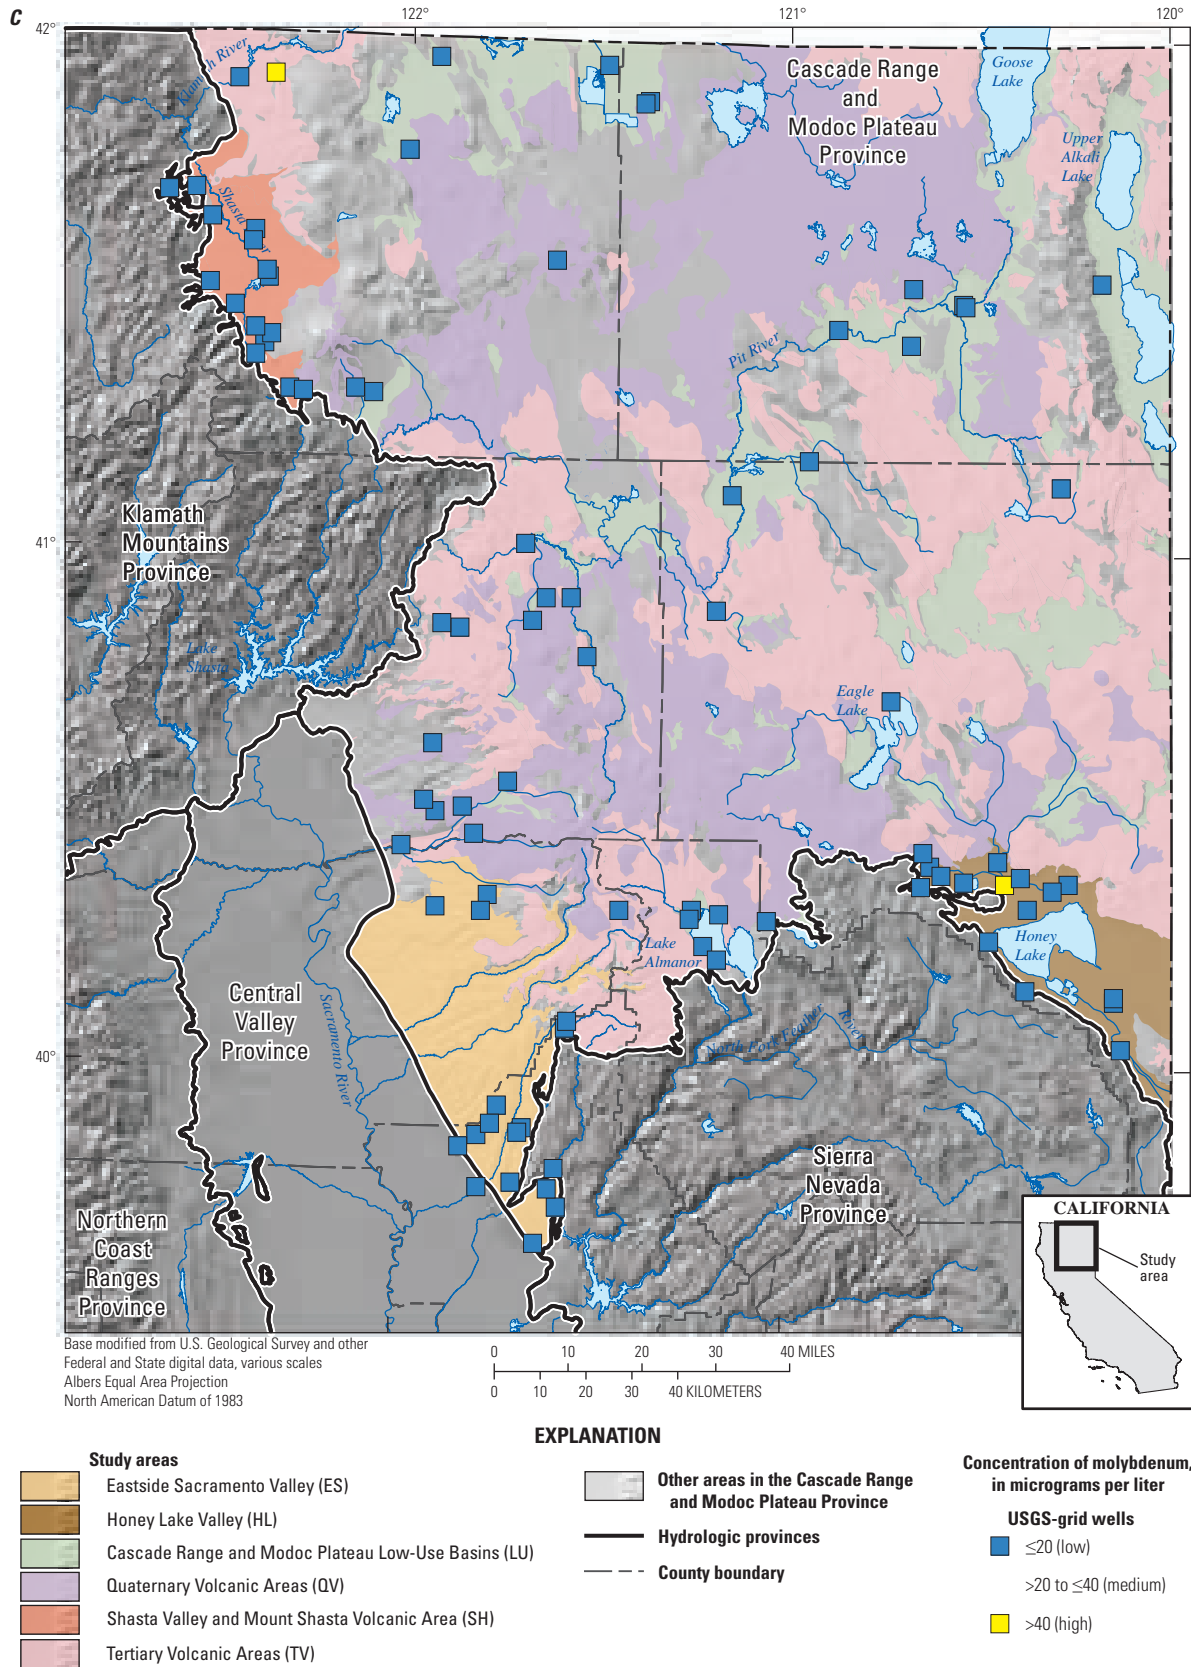 C
42°
122°
121°
120°
Klamath River
Cascade Range
and
Modoc Plateau
Province
Goose
Lake
Upper
Alkali
Lake
Shasta
Pit River
Klamath
Mountains
Province
41°
Lake
Shasta
Eagle
Lake
Lake
Almanor
Honey
Lake
Central
Valley
Province
Sacramento River
40°
North Fork Feather
River
Sierra
Nevada
Province
Northern
Coast
Ranges
Province
CALIFORNIA
Study
area
Base modified from U.S. Geological Survey and other
Federal and State digital data, various scales
Albers Equal Area Projection
North American Datum of 1983
0 10 20 30 40 MILES
0 10 20 30 40 KILOMETERS
EXPLANATION
Study areas
Eastside Sacramento Valley (ES)
Honey Lake Valley (HL)
Cascade Range and Modoc Plateau Low-Use Basins (LU)
Quaternary Volcanic Areas (QV)
Shasta Valley and Mount Shasta Volcanic Area (SH)
Tertiary Volcanic Areas (TV)
Other areas in the Cascade Range
and Modoc Plateau Province
Hydrologic provinces
County boundary
Concentration of molybdenum,
in micrograms per liter
USGS-grid wells
≤20 (low)
>20 to ≤40 (medium)
>40 (high)